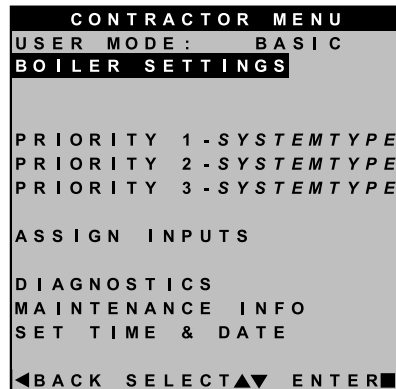 CONTRACTOR MENU
USER MODE: BASIC
BOILER SETTINGS
PRIORITY 1-SYSTEMTYPE
PRIORITY 2-SYSTEMTYPE
PRIORITY 3-SYSTEMTYPE
ASSIGN INPUTS
DIAGNOSTICS
MAINTENANCE INFO
SET TIME & DATE
◀BACK SELECT▲▼ ENTER■